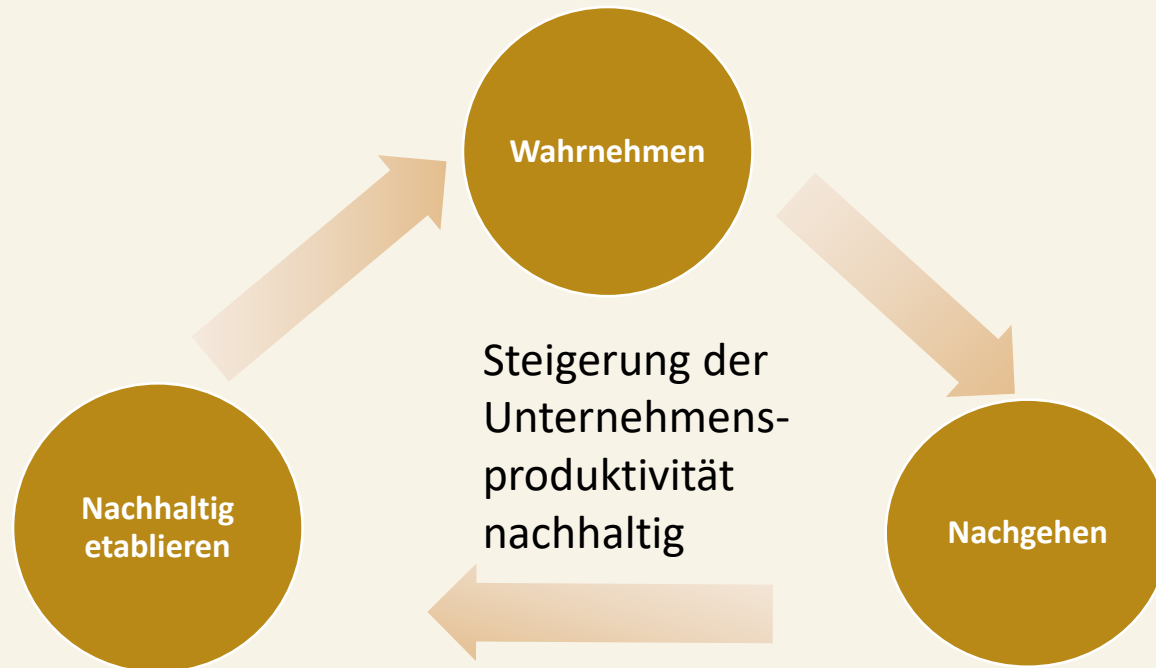 Wahrnehmen
Steigerung der
Unternehmens-
produktivität
nachhaltig
Nachhaltig
etablieren
Nachgehen